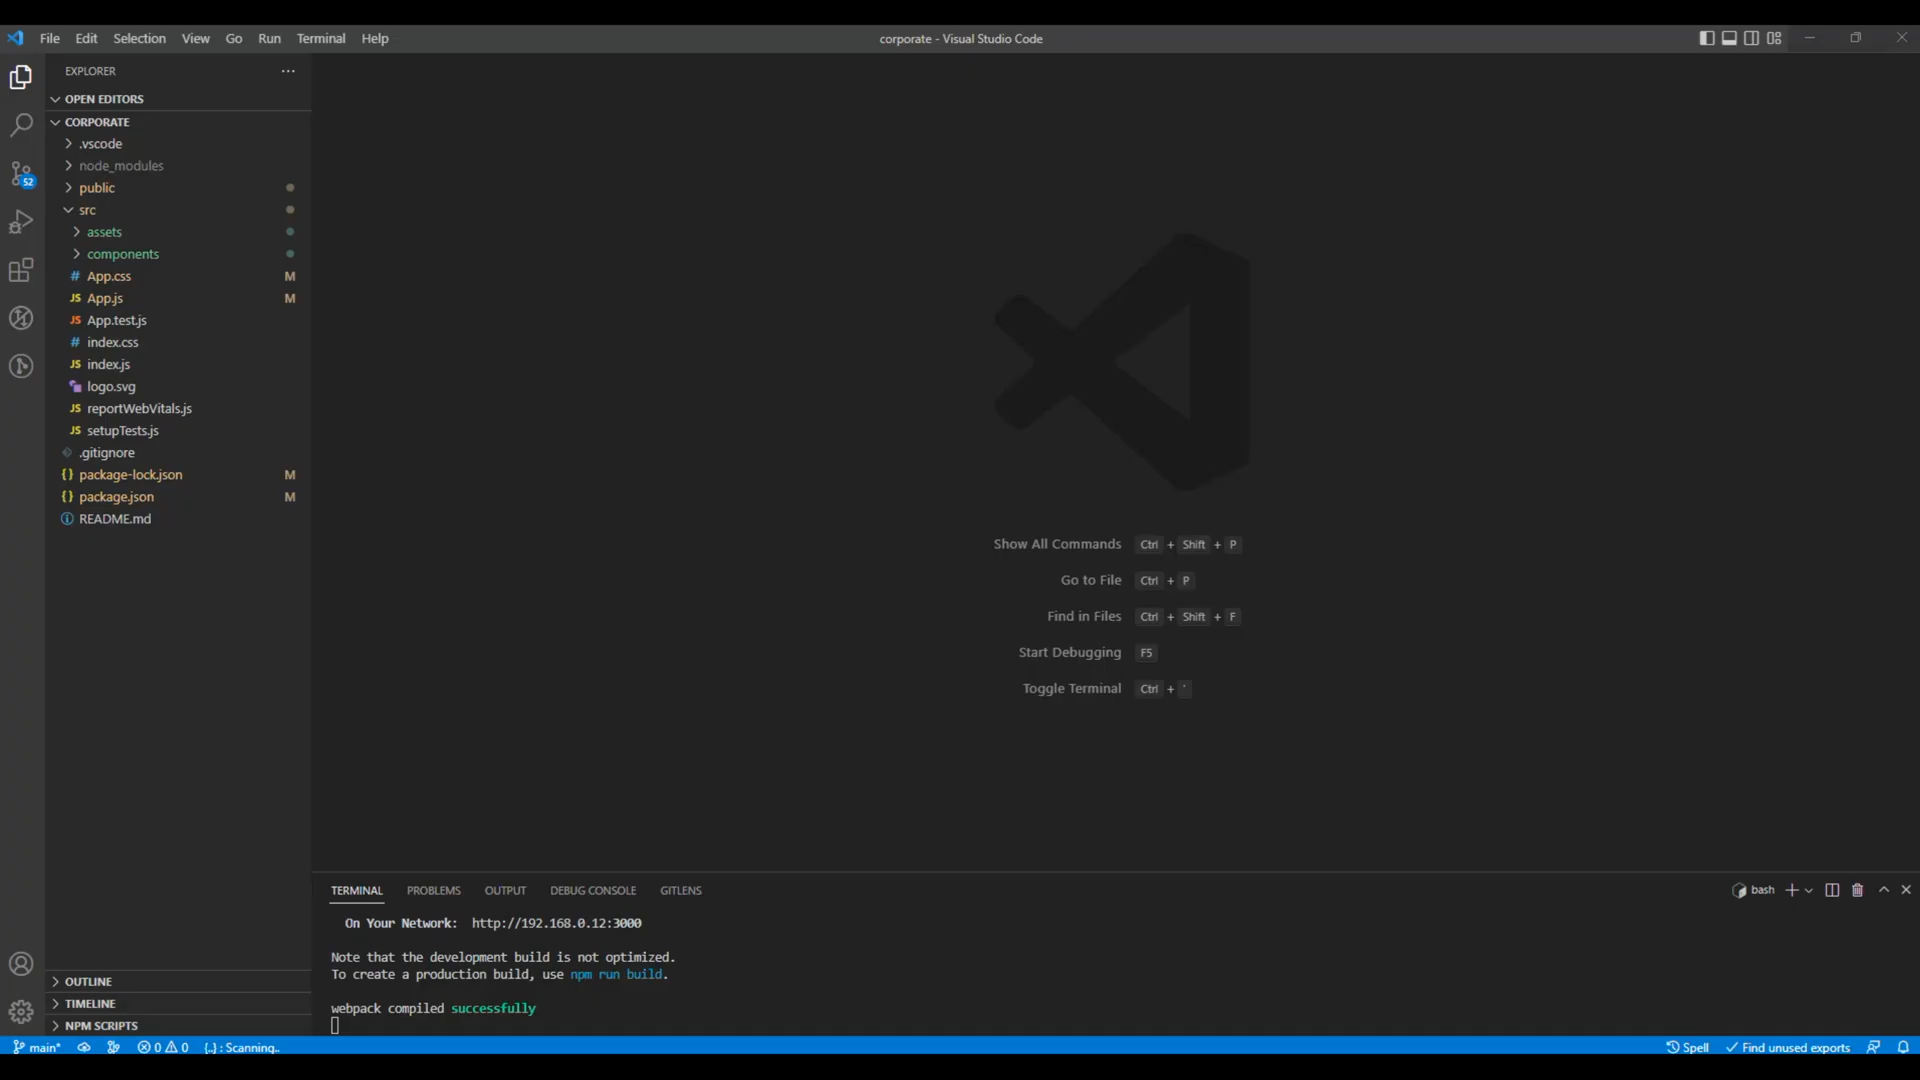 File Edit Selection View Go Run Terminal Help
corporate - Visual Studio Code
EXPLORER
OPEN EDITORS
CORPORATE
.vscode
node_modules
public
src
assets
components
# App.css M
JS App.js M
JS App.test.js
# index.css
JS index.js
logo.svg
JS reportWebVitals.js
JS setupTests.js
.gitignore
{} package-lock.json M
{} package.json M
README.md
52
Show All Commands Ctrl + Shift + P
Go to File Ctrl + P
Find in Files Ctrl + Shift + F
Start Debugging F5
Toggle Terminal Ctrl + `
TERMINAL PROBLEMS OUTPUT DEBUG CONSOLE GITLENS
bash
On Your Network: http://192.168.0.12:3000
Note that the development build is not optimized.
To create a production build, use npm run build.
webpack compiled successfully
OUTLINE
TIMELINE
NPM SCRIPTS
main* 0 0 {..} : Scanning..
Spell Find unused exports